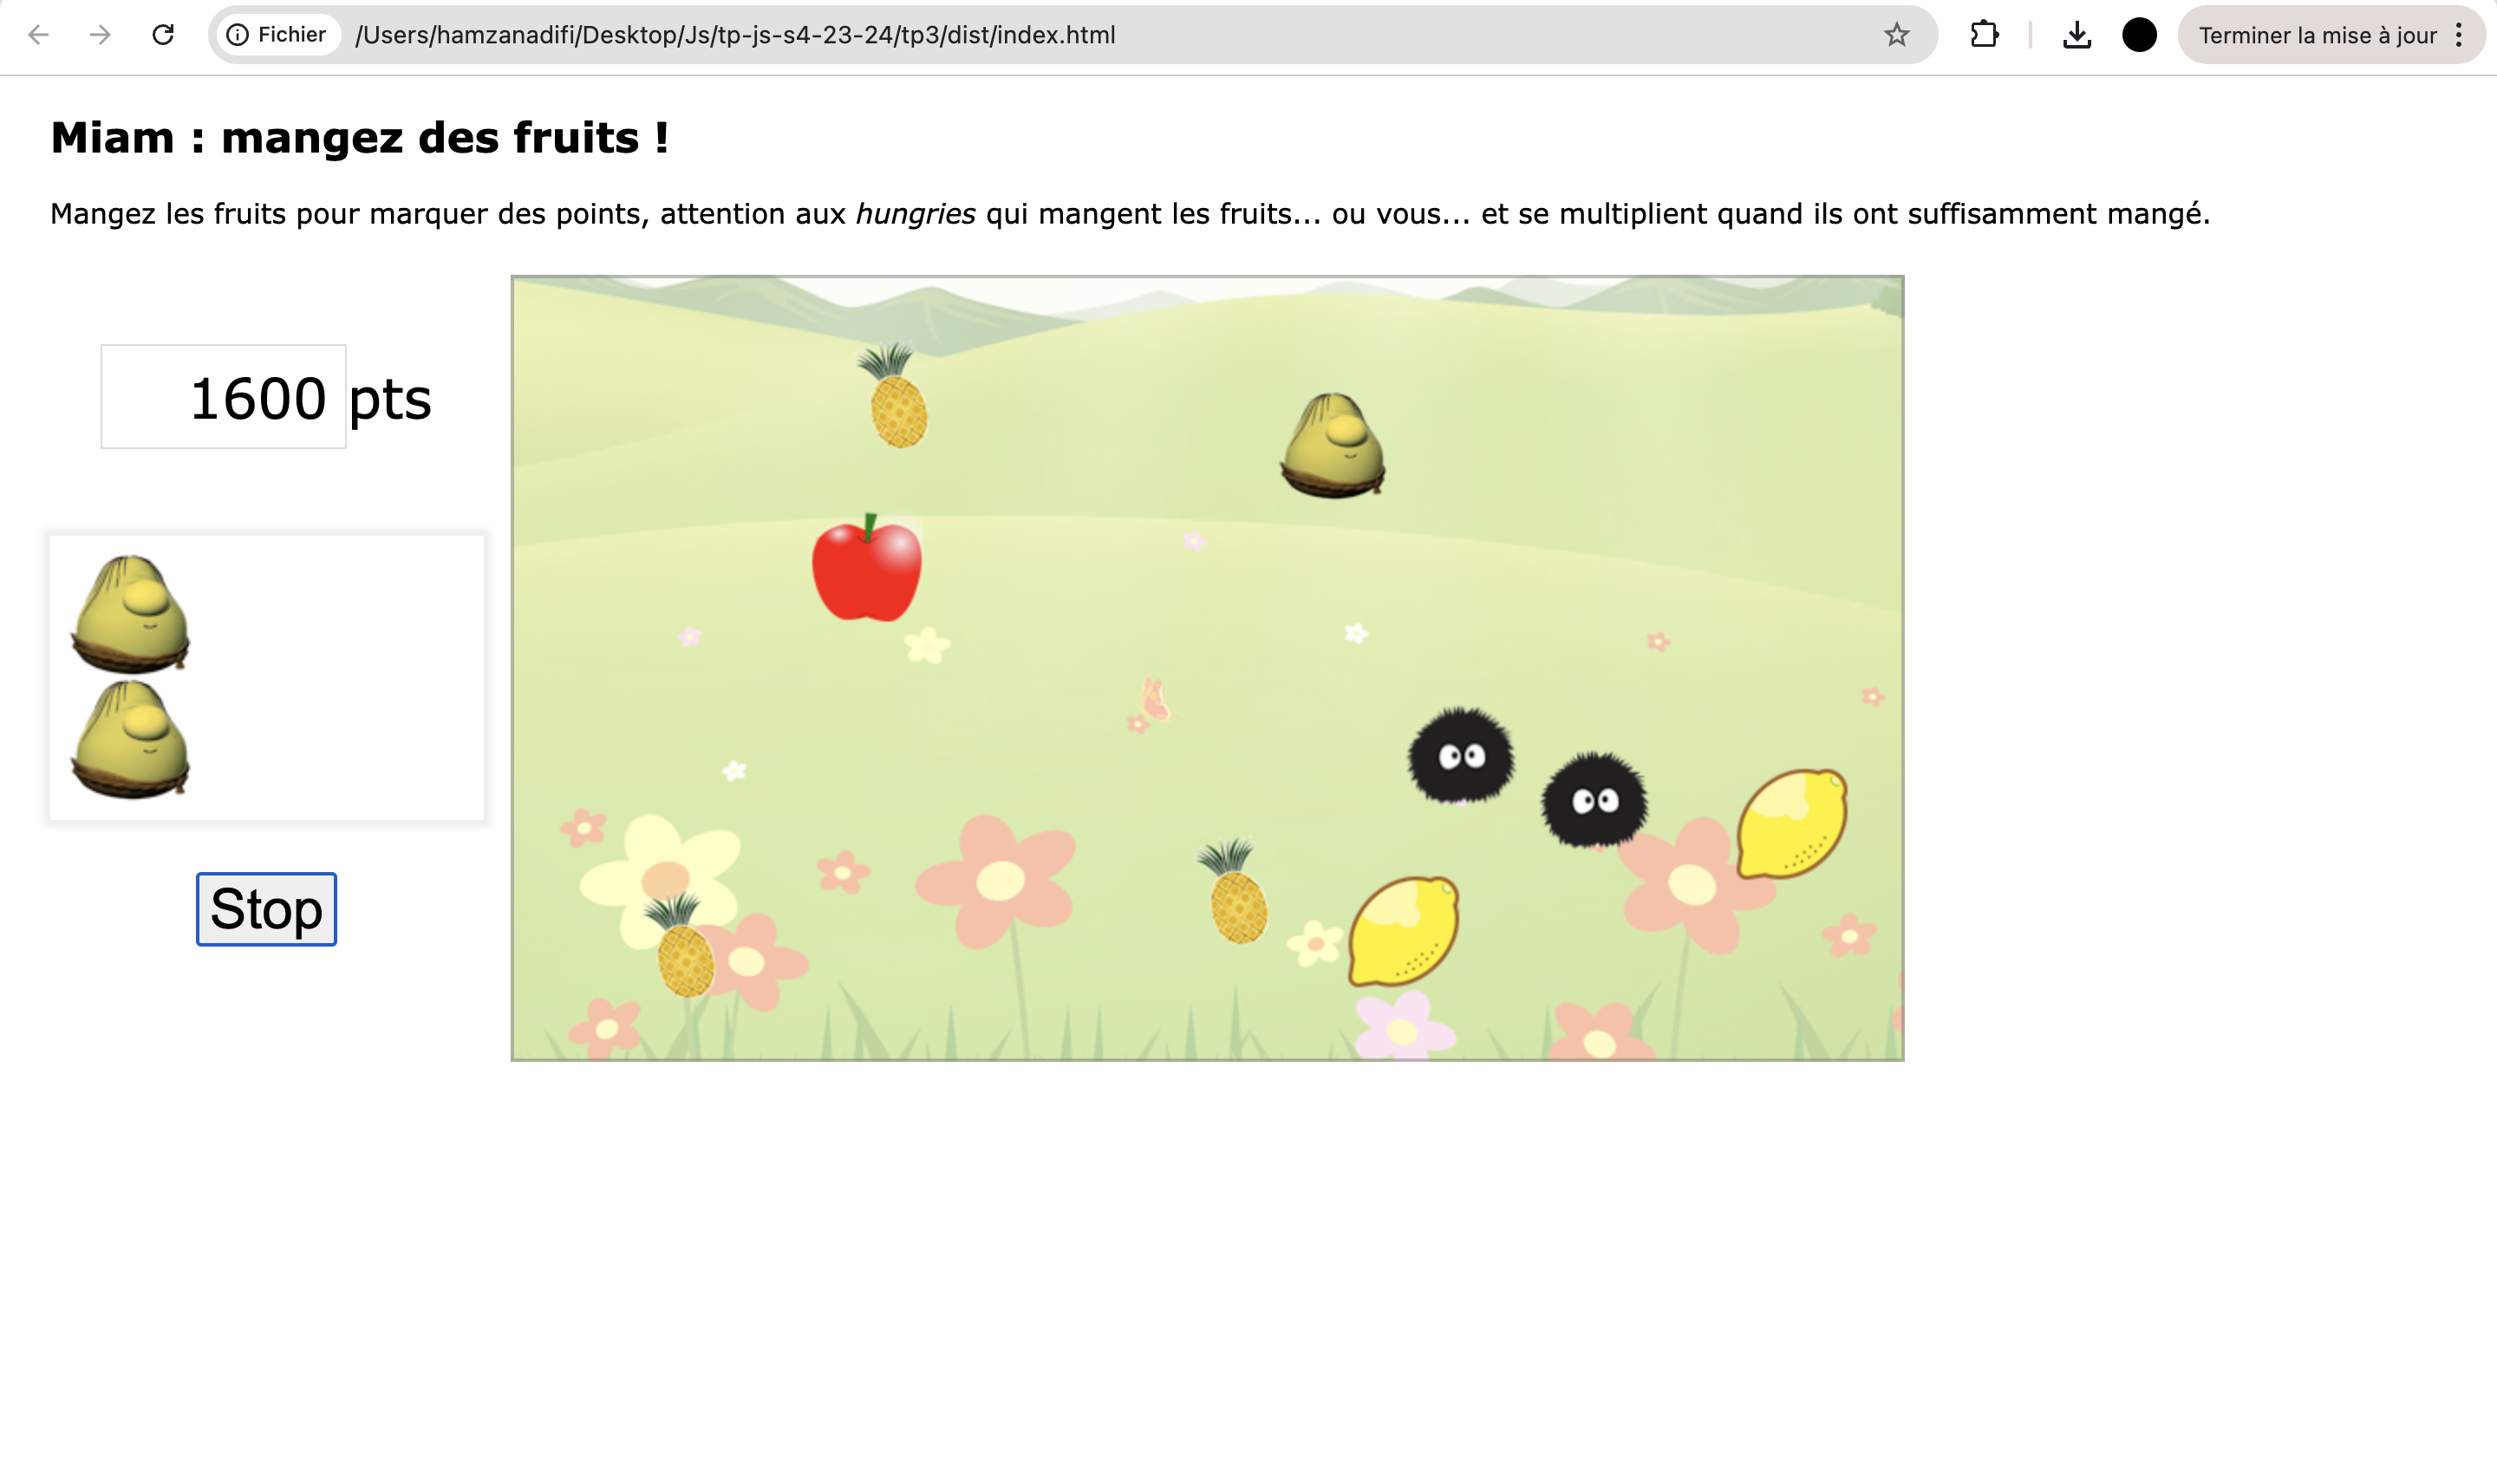 Fichier /Users/hamzanadifi/Desktop/Js/tp-js-s4-23-24/tp3/dist/index.html Terminer la mise à jour
Miam : mangez des fruits !
Mangez les fruits pour marquer des points, attention aux hungries qui mangent les fruits... ou vous... et se multiplient quand ils ont suffisamment mangé.
1600 pts
Stop